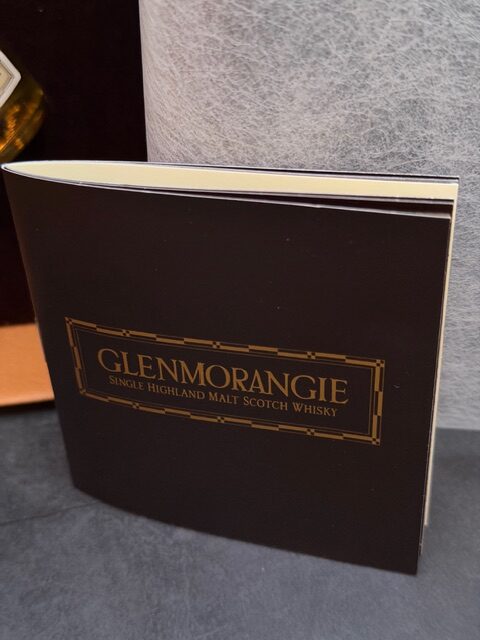 GLENMORANGIE
SINGLE HIGHLAND MALT SCOTCH WHISKY